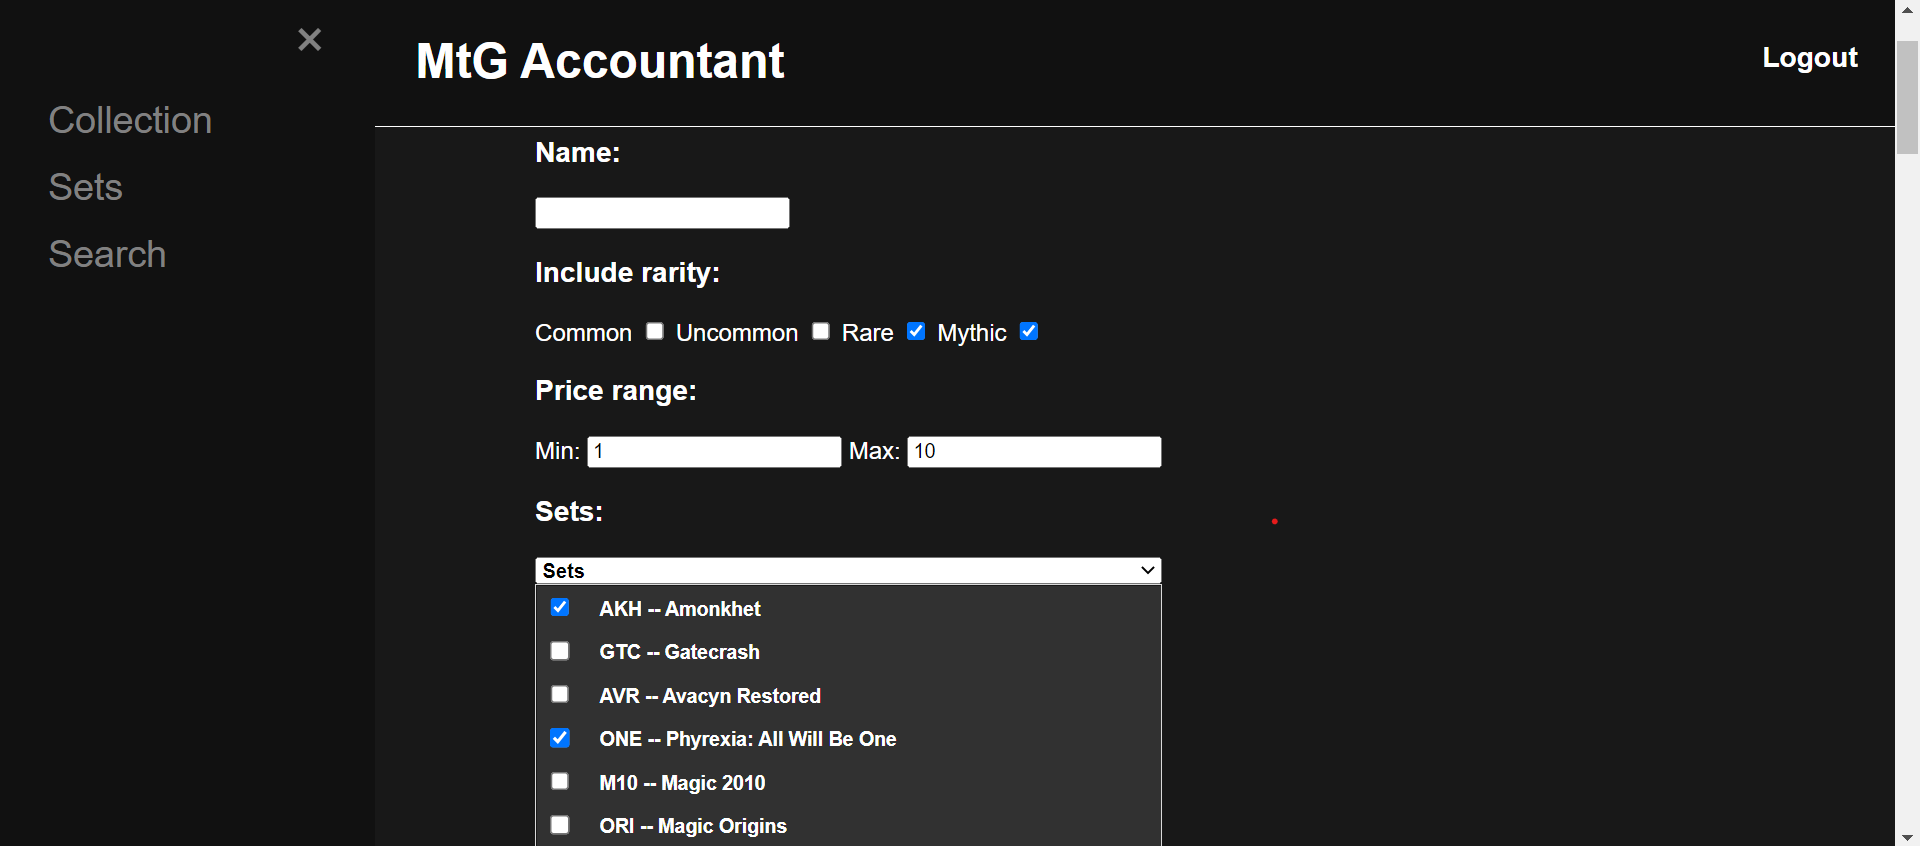 MtG Accountant
Logout
Collection
Sets
Search
Name:
Include rarity:
Common Uncommon Rare Mythic
Price range:
Min: 1 Max: 10
Sets:
Sets
AKH -- Amonkhet
GTC -- Gatecrash
AVR -- Avacyn Restored
ONE -- Phyrexia: All Will Be One
M10 -- Magic 2010
ORI -- Magic Origins